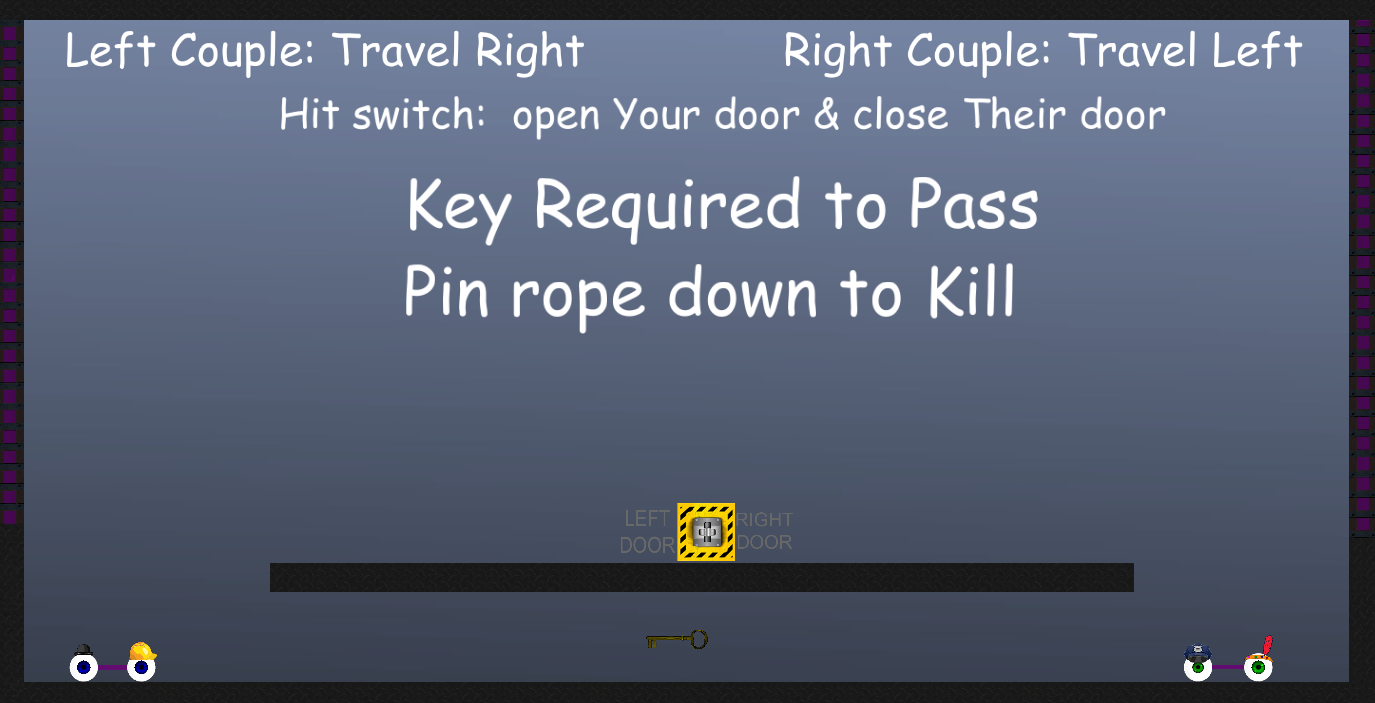 Left Couple: Travel Right
Right Couple: Travel Left
Hit switch: open Your door & close Their door
Key Required to Pass
Pin rope down to Kill
LEFT
DOOR
RIGHT
DOOR